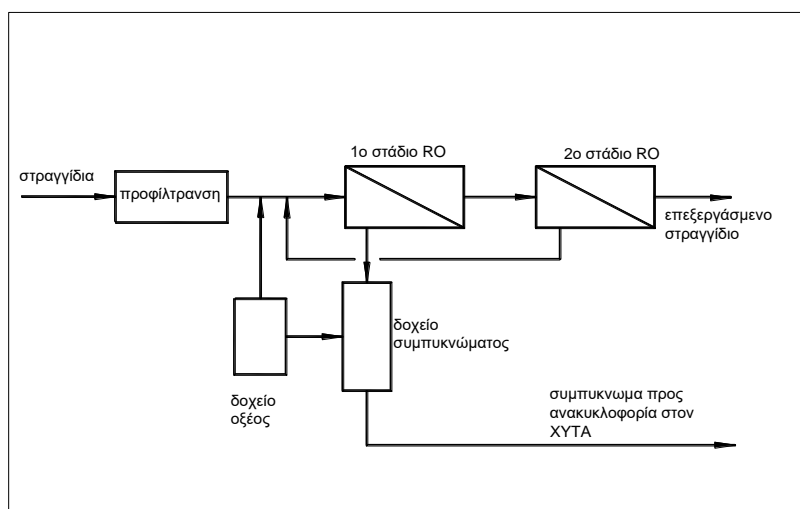 1ο στάδιο RO
2ο στάδιο RO
στραγγίδια
προφίλτρανση
επεξεργάσμενο
στραγγίδιο
δοχείο
συμπυκνώματος
δοχείο
οξέος
συμπυκνωμα προς
ανακυκλοφορία στον
ΧΥΤΑ